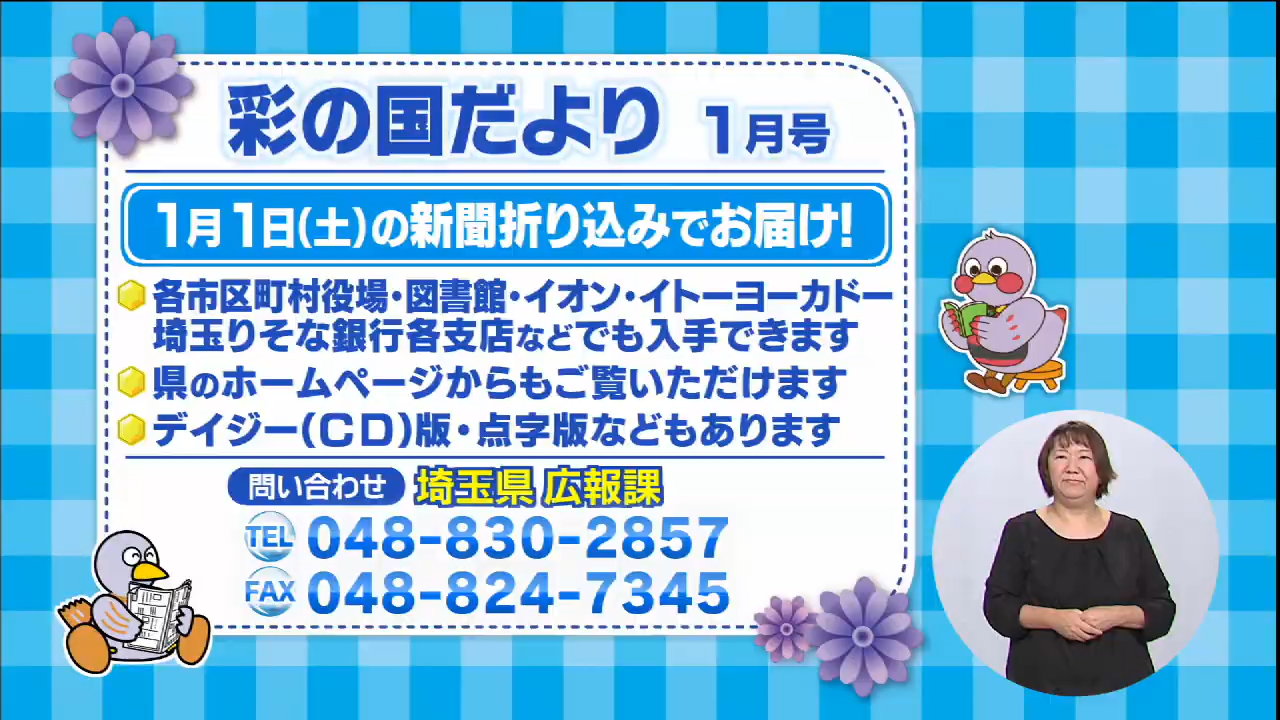 彩の国だより 1月号
1月1日(土)の新聞折り込みでお届け!
各市区町村役場・図書館・イオン・イトーヨーカドー
埼玉りそな銀行各支店などでも入手できます
県のホームページからもご覧いただけます
デイジー(CD)版・点字版などもあります
問い合わせ 埼玉県 広報課
TEL 048-830-2857
FAX 048-824-7345